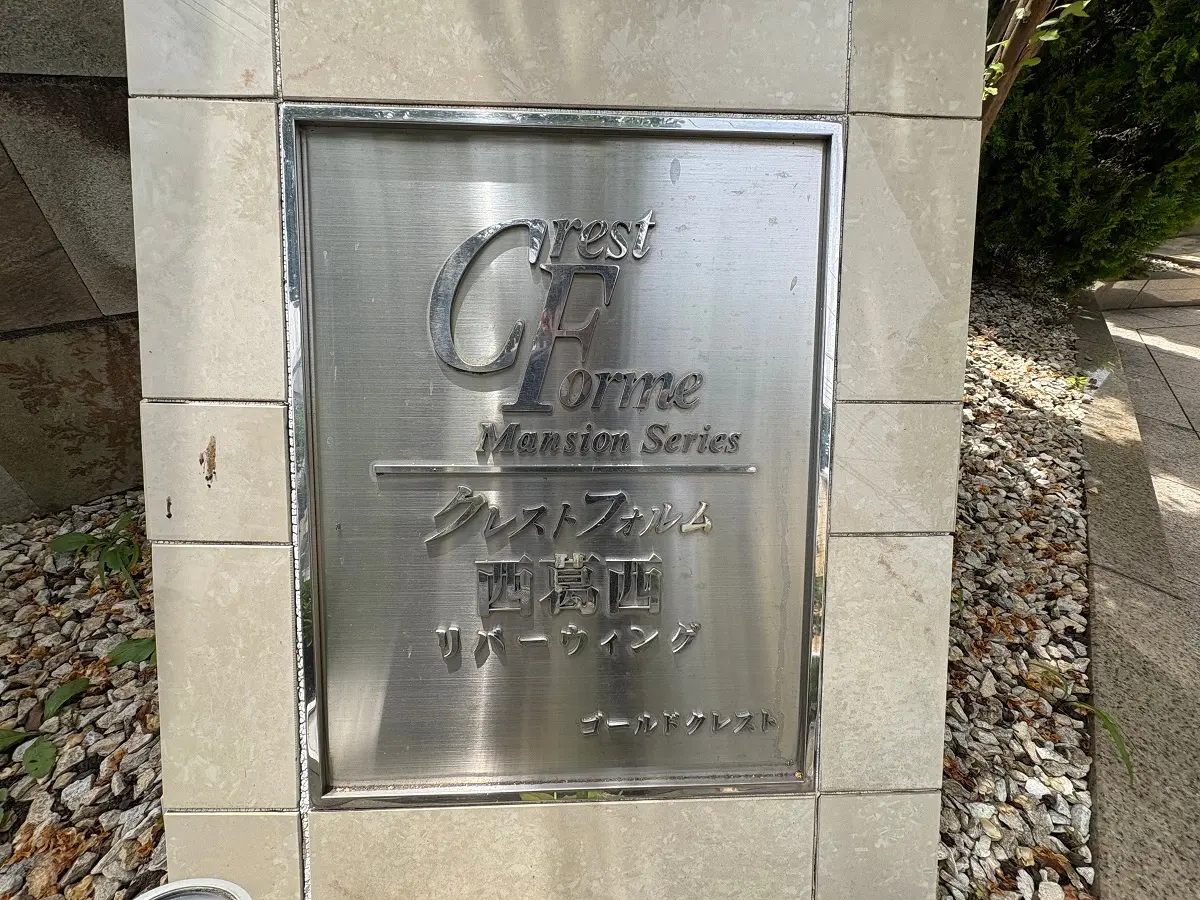 Crest
Forme
Mansion Series
クレストフォルム
西葛西
リバーウィング
ゴールドクレスト